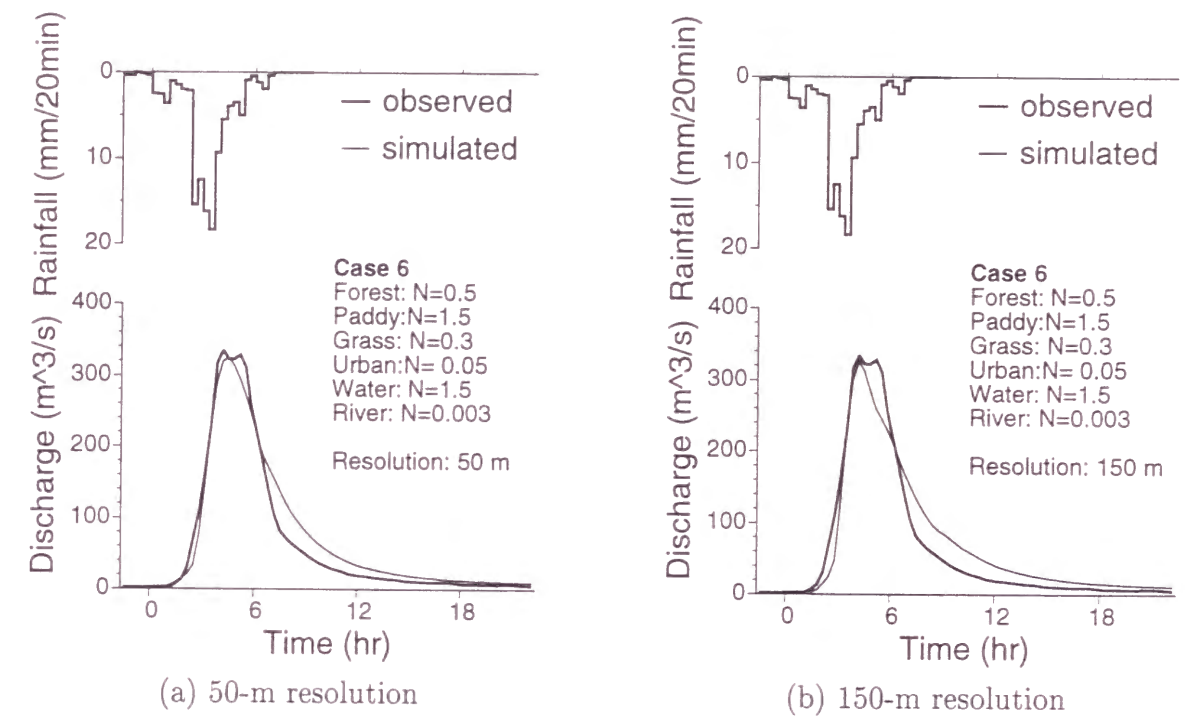 Rainfall (mm/20min)
0
10
20
observed
simulated
Case 6
Forest: N=0.5
Paddy:N=1.5
Grass: N=0.3
Urban:N= 0.05
Water: N=1.5
River: N=0.003
Resolution: 50 m
Discharge (m^3/s)
400
300
200
100
0
0 6 12 18
Time (hr)
(a) 50-m resolution
Rainfall (mm/20min)
0
10
20
observed
simulated
Case 6
Forest: N=0.5
Paddy:N=1.5
Grass: N=0.3
Urban:N= 0.05
Water: N=1.5
River: N=0.003
Resolution: 150 m
Discharge (m^3/s)
400
300
200
100
0
0 6 12 18
Time (hr)
(b) 150-m resolution